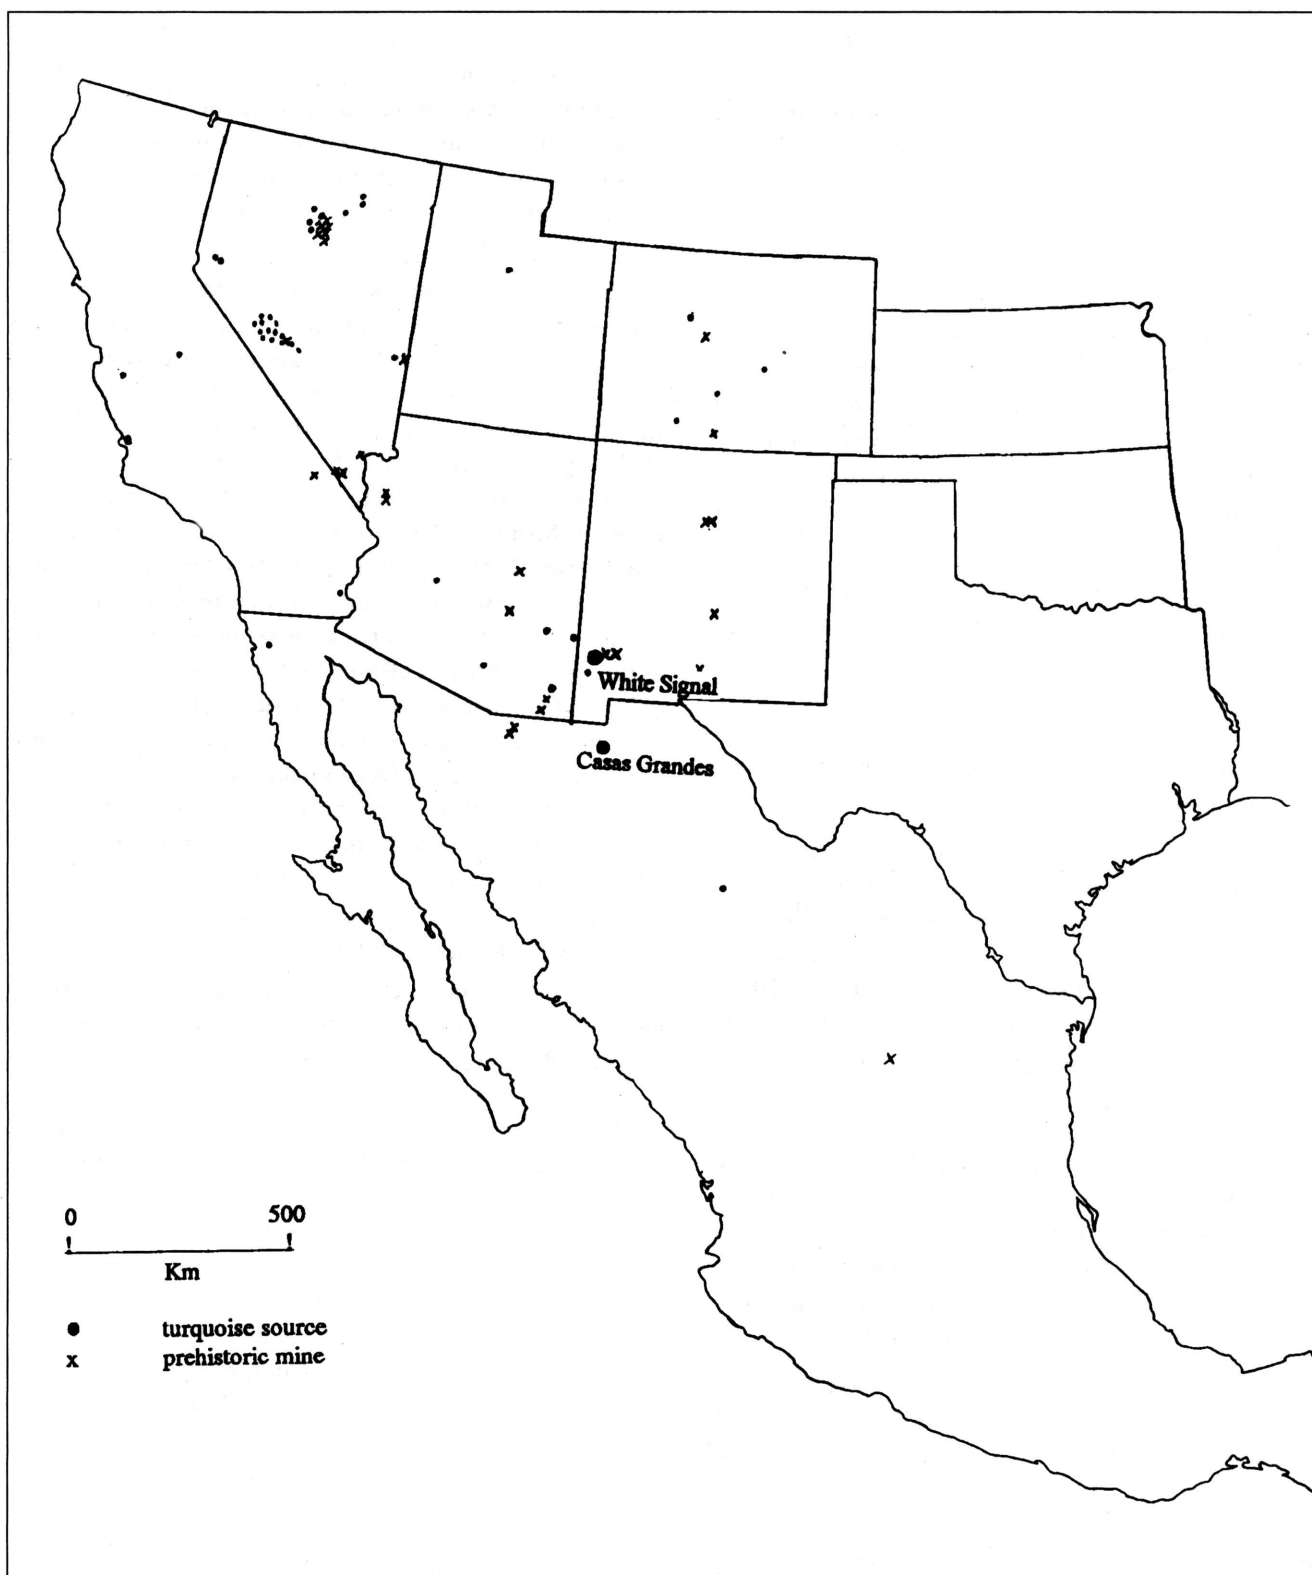 White Signal
Casas Grandes
0 500
Km
turquoise source
x prehistoric mine